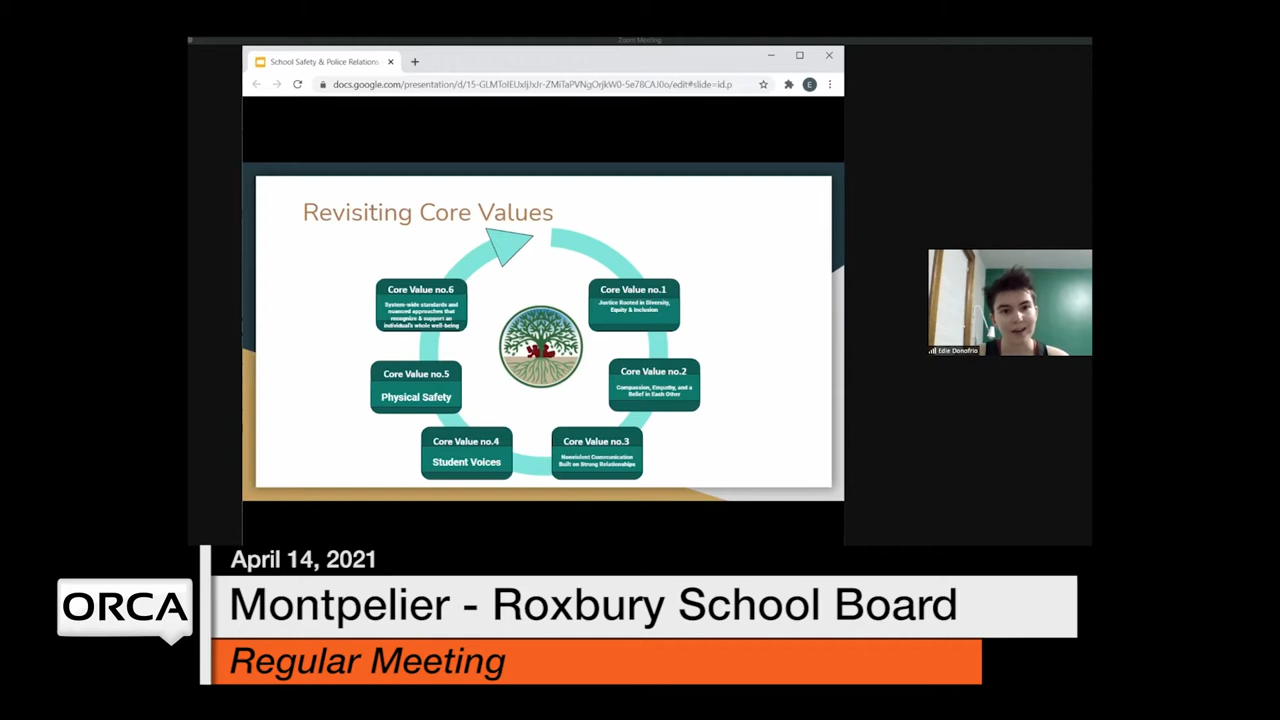 Zoom Meeting
School Safety & Police Relations
docs.google.com/presentation/d/15-GLMToIEUxIjJxJr-ZMiTaPVNgOrjkW0-5e78CAJ0o/edit#slide=id.p
E
Revisiting Core Values
Core Value no.6
System-wide standards and
nuanced approaches that
recognize & support an
individual's whole well-being
Core Value no.1
Justice Rooted in Diversity,
Equity & Inclusion
Core Value no.5
Physical Safety
Core Value no.2
Compassion, Empathy, and a
Belief in Each Other
Core Value no.4
Student Voices
Core Value no.3
Nonviolent Communication
Built on Strong Relationships
Edie Donofrio
April 14, 2021
ORCA
Montpelier - Roxbury School Board
Regular Meeting